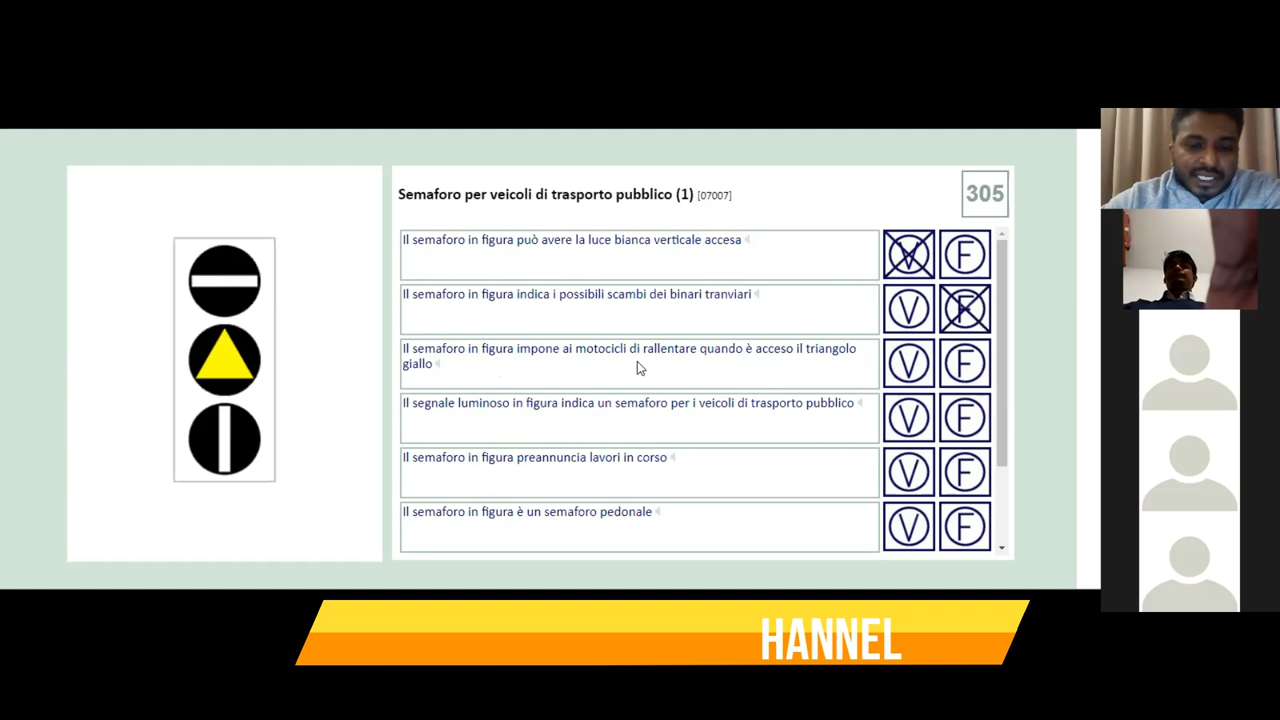 Semaforo per veicoli di trasporto pubblico (1) [07007]
305
Il semaforo in figura può avere la luce bianca verticale accesa
V F
Il semaforo in figura indica i possibili scambi dei binari tranviari
V F
Il semaforo in figura impone ai motocicli di rallentare quando è acceso il triangolo
giallo
V F
Il segnale luminoso in figura indica un semaforo per i veicoli di trasporto pubblico
V F
Il semaforo in figura preannuncia lavori in corso
V F
Il semaforo in figura è un semaforo pedonale
V F
HANNEL